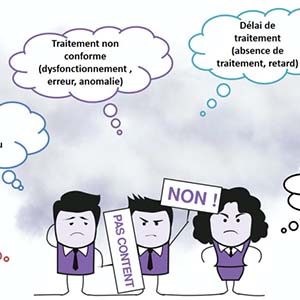 Traitement non
conforme
(dysfonctionnement ,
erreur, anomalie)
Délai de
traitement
(absence de
traitement, retard)
u
NON !
PAS CONTENT